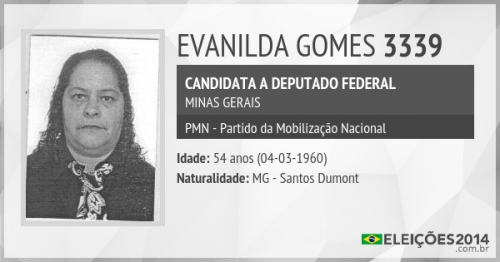 EVANILDA GOMES 3339
CANDIDATA A DEPUTADO FEDERAL
MINAS GERAIS
PMN - Partido da Mobilização Nacional
Idade: 54 anos (04-03-1960)
Naturalidade: MG - Santos Dumont
ELEIÇÕES2014
.com.br